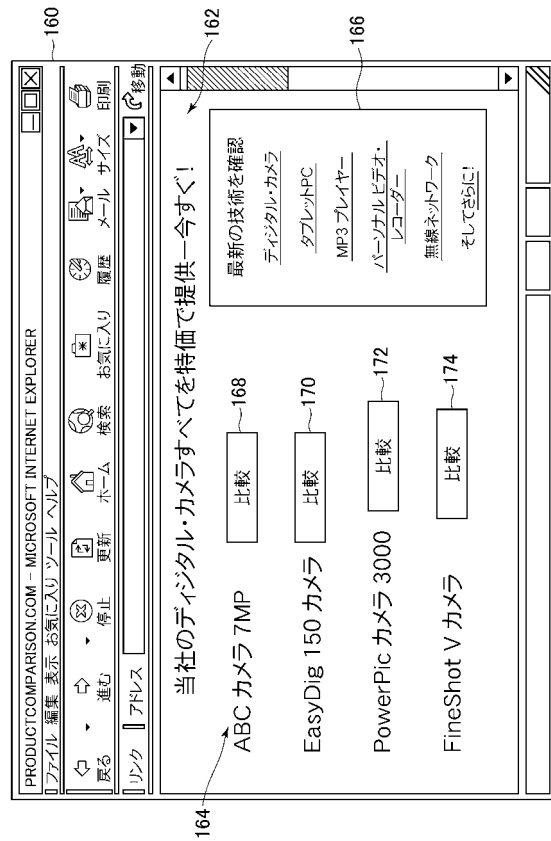 PRODUCTCOMPARISON.COM – MICROSOFT INTERNET EXPLORER
ファイル 編集 表示 お気に入り ツール ヘルプ
戻る 進む 停止 更新 ホーム 検索 お気に入り 履歴 メール サイズ 印刷
リンク アドレス 移動
160
162
当社のディジタル・カメラすべてを特価で提供—今すぐ!
164
ABC カメラ 7MP 比較 168
EasyDig 150 カメラ 比較 170
PowerPic カメラ 3000 比較 172
FineShot V カメラ 比較 174
166
最新の技術を確認
ディジタル・カメラ
タブレットPC
MP3 プレイヤー
パーソナル ビデオ・
レコーダー
無線ネットワーク
そしてさらに!